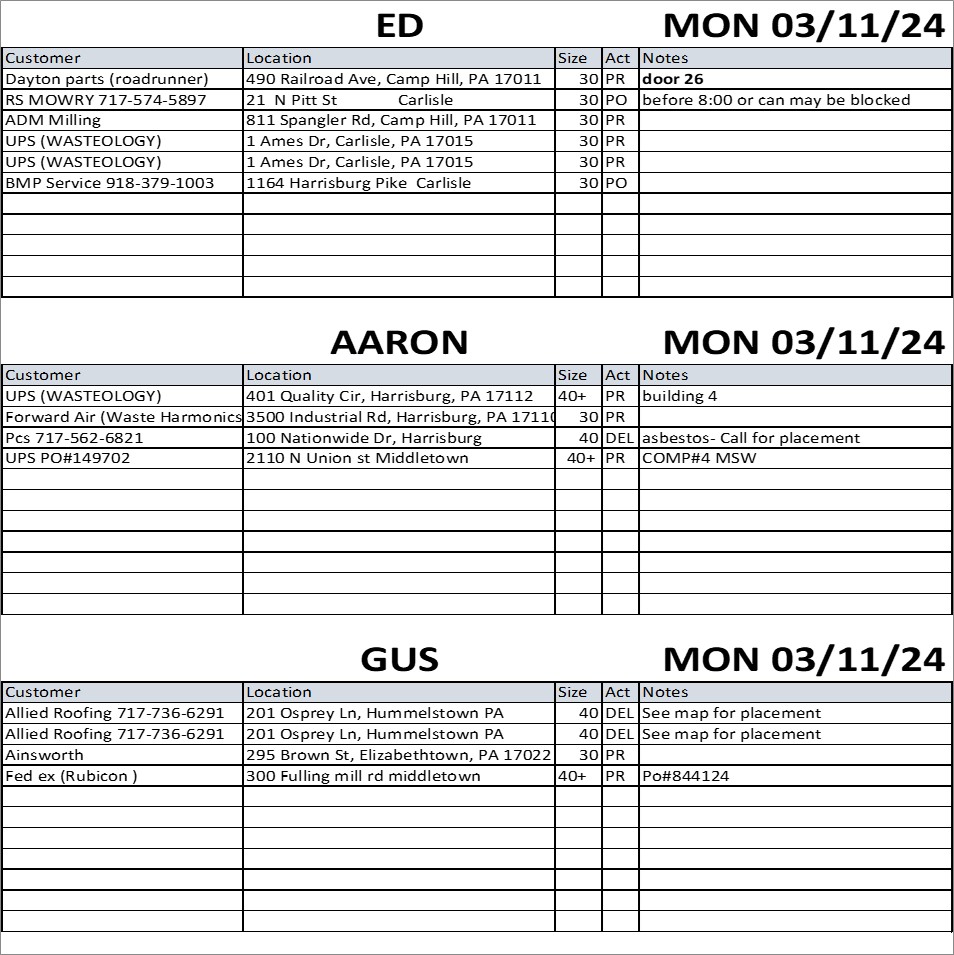 ED MON 03/11/24
Customer Location Size Act Notes
Dayton parts (roadrunner) 490 Railroad Ave, Camp Hill, PA 17011 30 PR door 26
RS MOWRY 717-574-5897 21 N Pitt St Carlisle 30 PO before 8:00 or can may be blocked
ADM Milling 811 Spangler Rd, Camp Hill, PA 17011 30 PR
UPS (WASTEOLOGY) 1 Ames Dr, Carlisle, PA 17015 30 PR
UPS (WASTEOLOGY) 1 Ames Dr, Carlisle, PA 17015 30 PR
BMP Service 918-379-1003 1164 Harrisburg Pike Carlisle 30 PO
AARON MON 03/11/24
Customer Location Size Act Notes
UPS (WASTEOLOGY) 401 Quality Cir, Harrisburg, PA 17112 40+ PR building 4
Forward Air (Waste Harmonics 3500 Industrial Rd, Harrisburg, PA 17110 30 PR
Pcs 717-562-6821 100 Nationwide Dr, Harrisburg 40 DEL asbestos- Call for placement
UPS PO#149702 2110 N Union st Middletown 40+ PR COMP#4 MSW
GUS MON 03/11/24
Customer Location Size Act Notes
Allied Roofing 717-736-6291 201 Osprey Ln, Hummelstown PA 40 DEL See map for placement
Allied Roofing 717-736-6291 201 Osprey Ln, Hummelstown PA 40 DEL See map for placement
Ainsworth 295 Brown St, Elizabethtown, PA 17022 30 PR
Fed ex (Rubicon ) 300 Fulling mill rd middletown 40+ PR Po#844124